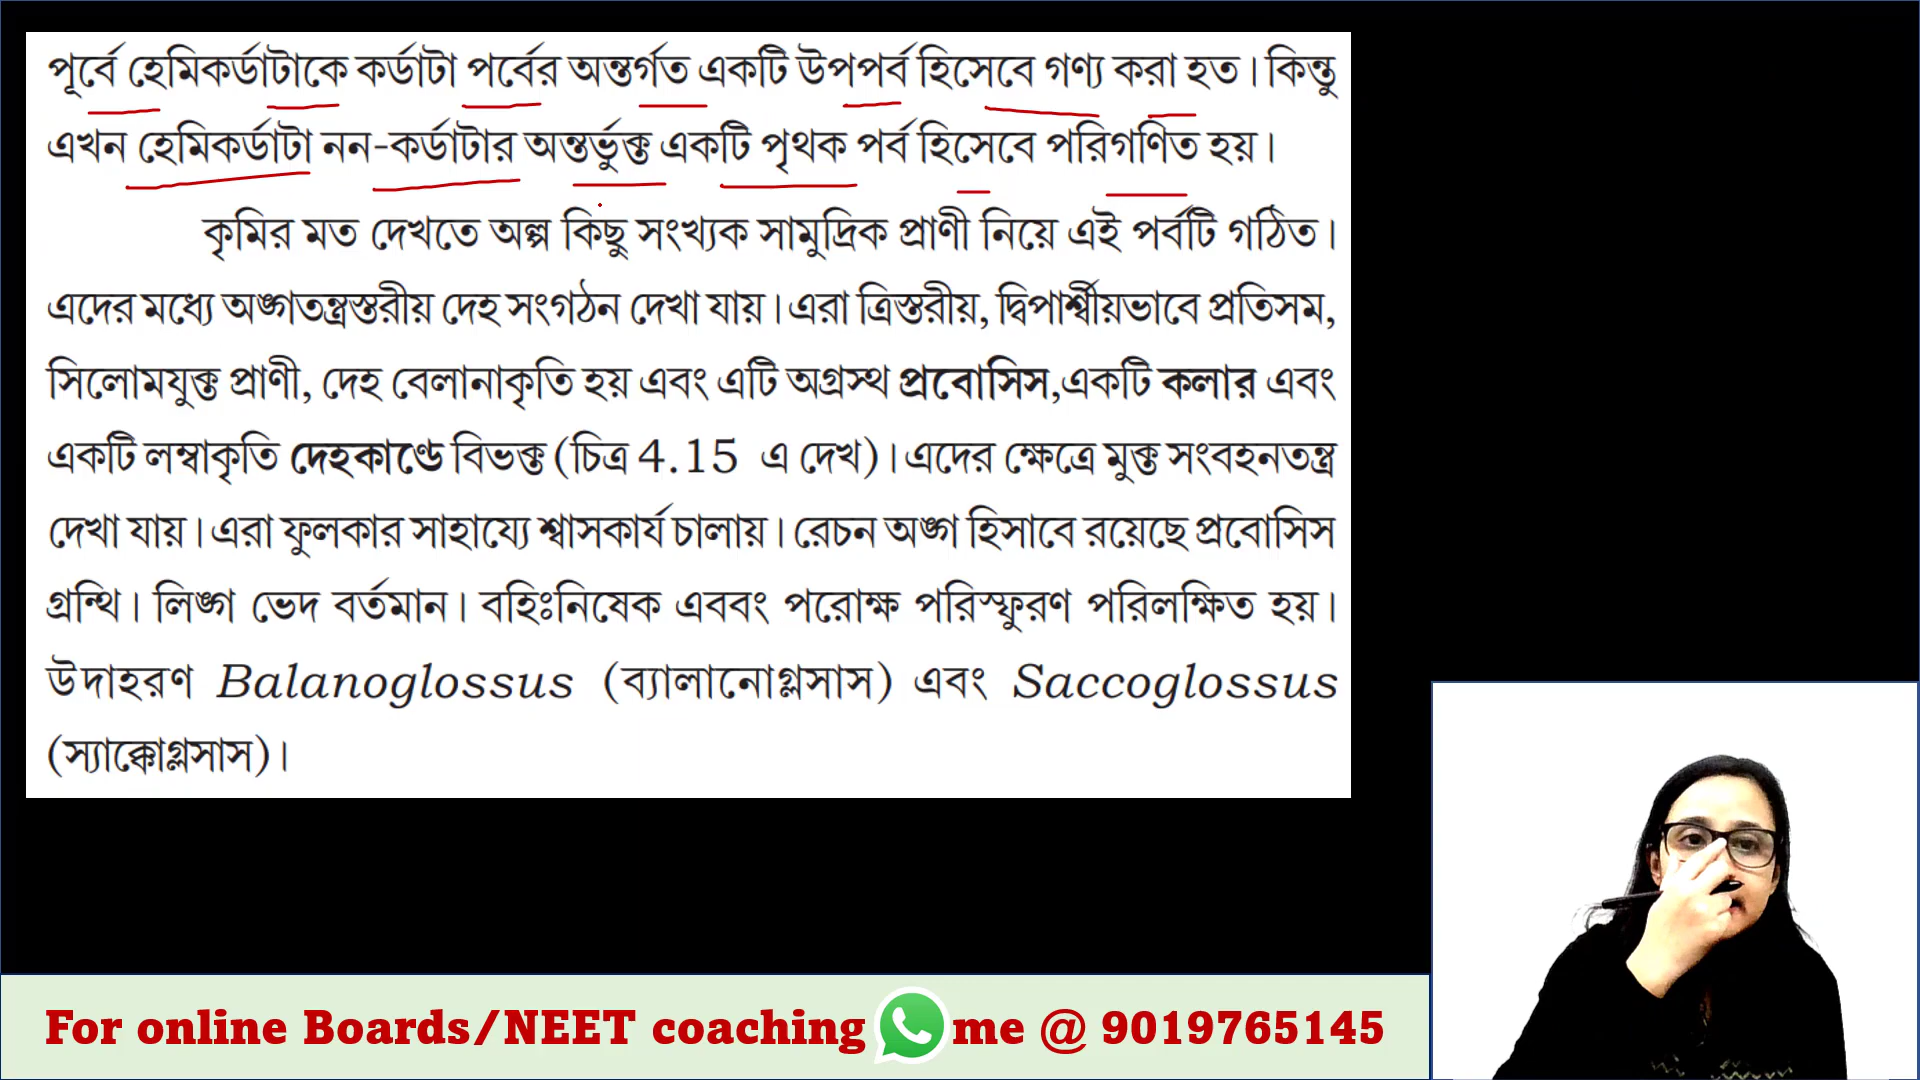 পূর্বে হেমিকর্ডাটাকে কর্ডাটা পর্বের অন্তর্গত একটি উপপর্ব হিসেবে গণ্য করা হত। কিন্তু
এখন হেমিকর্ডাটা নন-কর্ডাটার অন্তর্ভুক্ত একটি পৃথক পর্ব হিসেবে পরিগণিত হয়।
কৃমির মত দেখতে অল্প কিছু সংখ্যক সামুদ্রিক প্রাণী নিয়ে এই পর্বটি গঠিত।
এদের মধ্যে অঙ্গতন্ত্রস্তরীয় দেহ সংগঠন দেখা যায়। এরা ত্রিস্তরীয়, দ্বিপার্শ্বীয়ভাবে প্রতিসম,
সিলোমযুক্ত প্রাণী, দেহ বেলানাকৃতি হয় এবং এটি অগ্রস্থ প্রবোসিস,একটি কলার এবং
একটি লম্বাকৃতি দেহকাণ্ডে বিভক্ত (চিত্র 4.15 এ দেখ)। এদের ক্ষেত্রে মুক্ত সংবহনতন্ত্র
দেখা যায়। এরা ফুলকার সাহায্যে শ্বাসকার্য চালায়। রেচন অঙ্গ হিসাবে রয়েছে প্রবোসিস
গ্রন্থি। লিঙ্গ ভেদ বর্তমান। বহিঃনিষেক এববং পরোক্ষ পরিস্ফুরণ পরিলক্ষিত হয়।
উদাহরণ Balanoglossus (ব্যালানোগ্লসাস) এবং Saccoglossus
(স্যাক্কোগ্লসাস)।
For online Boards/NEET coaching me @ 9019765145